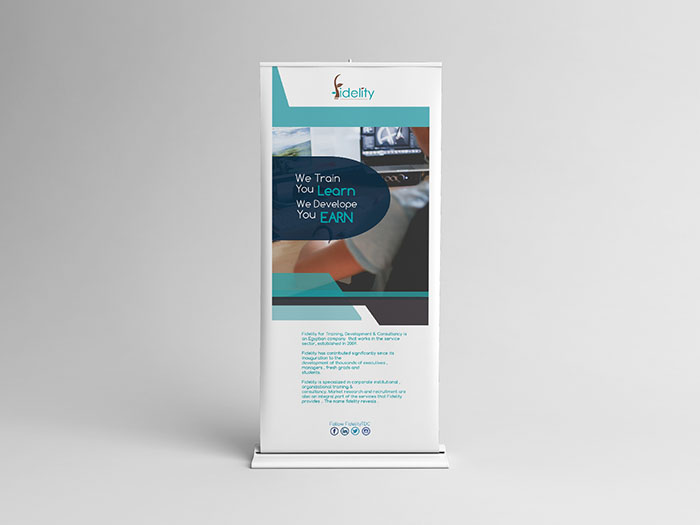 Fidelity
We Train
You Learn
We Develope
You EARN
Fidelity for Training, Development & Consultancy is
an Egyptian company that works in the service
sector, established in 2009.
Fidelity has contributed significantly since its
inauguration to the
development of thousands of executives ,
managers , fresh grads and
students.
Fidelity is specialized in corporate institutional ,
organizational training &
consultancy. Market research and recruitment are
also an integral part of the services that Fidelity
provides . The name fidelity reveals .
Follow FidelityTDC